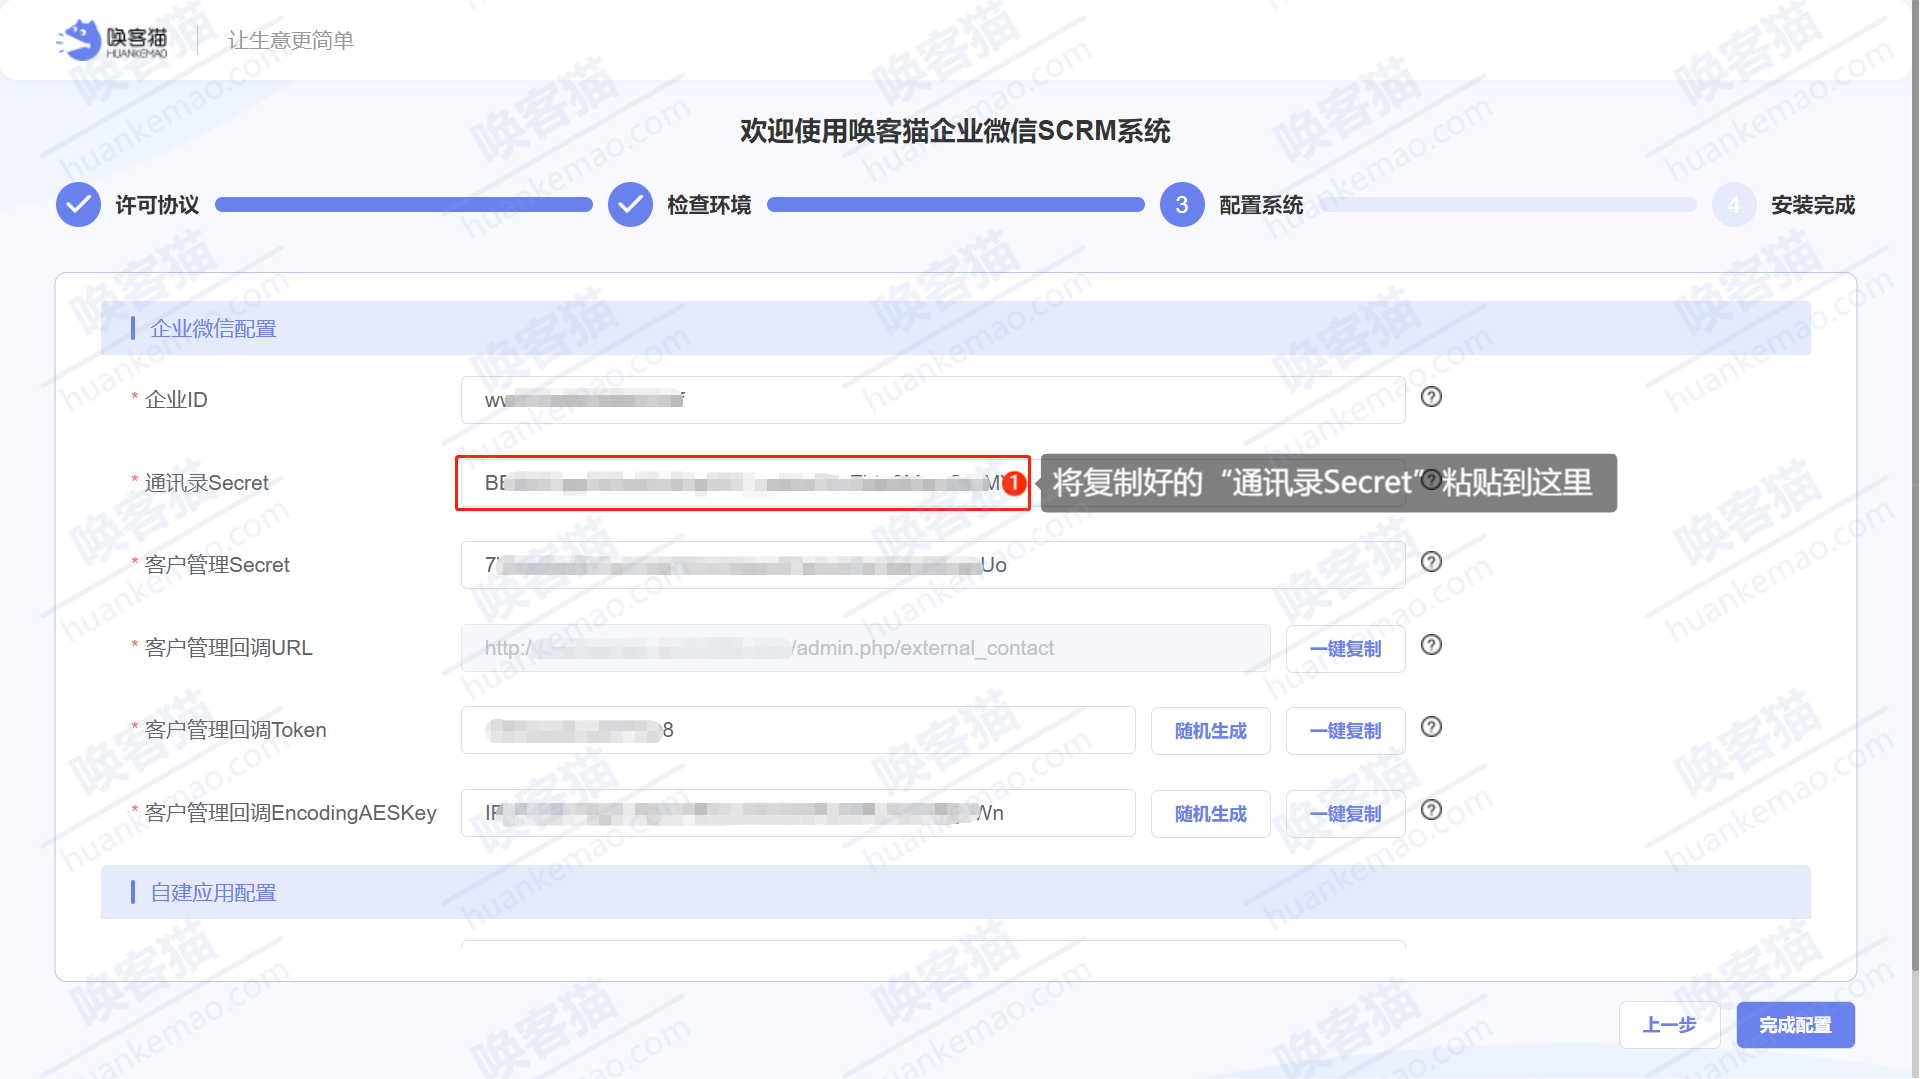 唤客猫
HUANKEMAO
让生意更简单
欢迎使用唤客猫企业微信SCRM系统
许可协议
检查环境
3 配置系统
4 安装完成
企业微信配置
* 企业ID
* 通讯录Secret
1 将复制好的“通讯录Secret”粘贴到这里
* 客户管理Secret
7 Uo
* 客户管理回调URL
http:/ /admin.php/external_contact 一键复制
* 客户管理回调Token
8 随机生成 一键复制
* 客户管理回调EncodingAESKey
Wn 随机生成 一键复制
自建应用配置
上一步 完成配置
唤客猫
huankemao.com